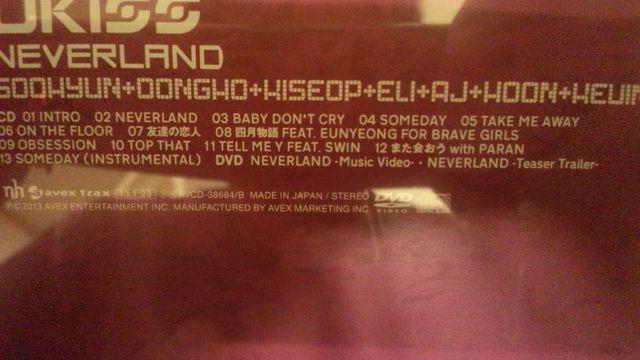 UKISS
NEVERLAND
SOOHYUN+DONGHO+KISEOP+ELI+AJ+HOON+KEVIN
CD 01 INTRO 02 NEVERLAND 03 BABY DON'T CRY 04 SOMEDAY 05 TAKE ME AWAY
06 ON THE FLOOR 07 友達の恋人 08 四月物語 FEAT. EUNYEONG FOR BRAVE GIRLS
09 OBSESSION 10 TOP THAT 11 TELL ME Y FEAT. SWIN 12 また会おう with PARAN
13 SOMEDAY (INSTRUMENTAL) DVD NEVERLAND -Music Video- · NEVERLAND -Teaser Trailer-
nh avex trax AVCD-38684/B MADE IN JAPAN / STEREO DVD VIDEO
℗© 2013 AVEX ENTERTAINMENT INC. MANUFACTURED BY AVEX MARKETING INC.